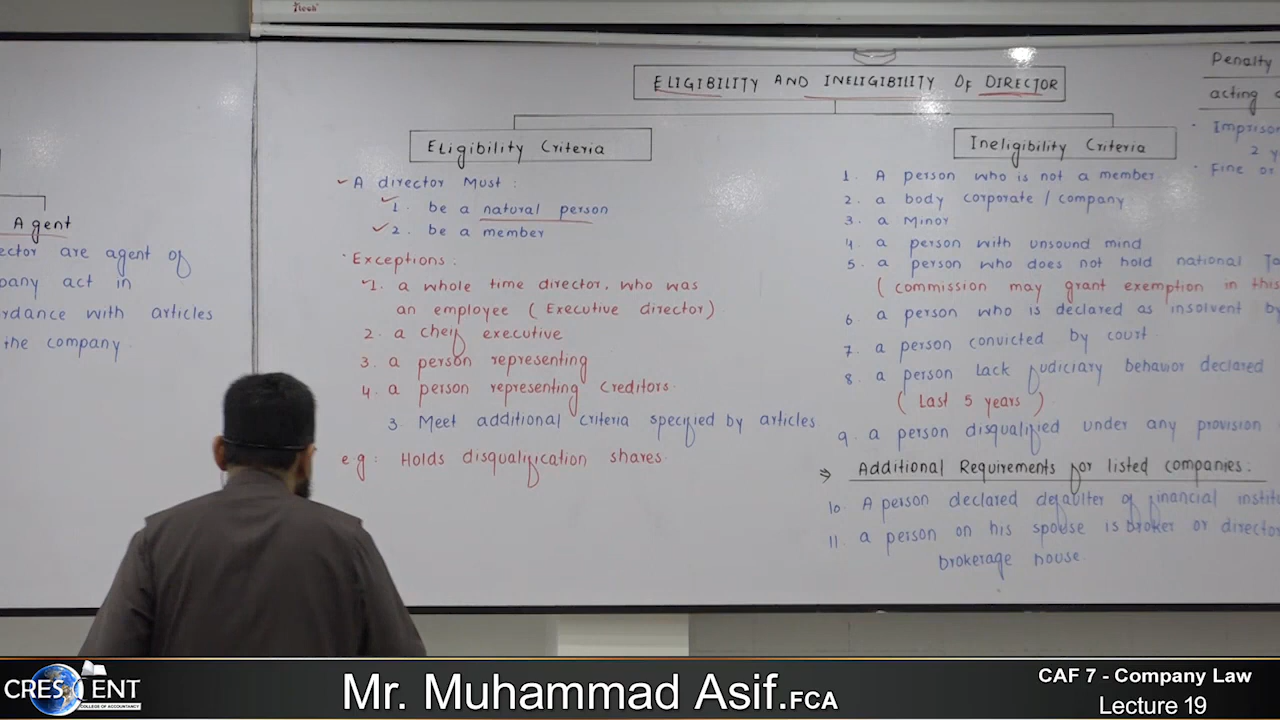 itech
ELIGIBILITY AND INELIGIBILITY OF DIRECTOR
Agent
ector are agent of
pany act in
rdance with articles
the company.
Eligibility Criteria
A director Must :
1. be a natural person
2. be a member
Exceptions :
1. a whole time director, who was
an employee ( Executive director )
2. a cheif executive
3. a person representing
4. a person representing Creditors.
3. Meet additional criteria specified by articles
e.g : Holds disqualification shares.
Ineligibility Criteria
1. A person who is not a member
2. a body corporate / company
3. a Minor
4. a person with unsound mind
5. a person who does not hold national Ta
( commission may grant exemption in this
6. a person who is declared as insolvent by
7. a person convicted by court.
8. a person lack judiciary behavior declared
( Last 5 years )
9. a person disqualified under any provision
⇒ Additional Requirements for listed companies :
10. A person declared defaulter of financial instit
11. a person on his spouse is broker or director
brokerage house.
Penalty
acting
Imprison
2 y
Fine or
CRESCENT
COLLEGE OF ACCOUNTANCY
Mr. Muhammad Asif.FCA
CAF 7 - Company Law
Lecture 19